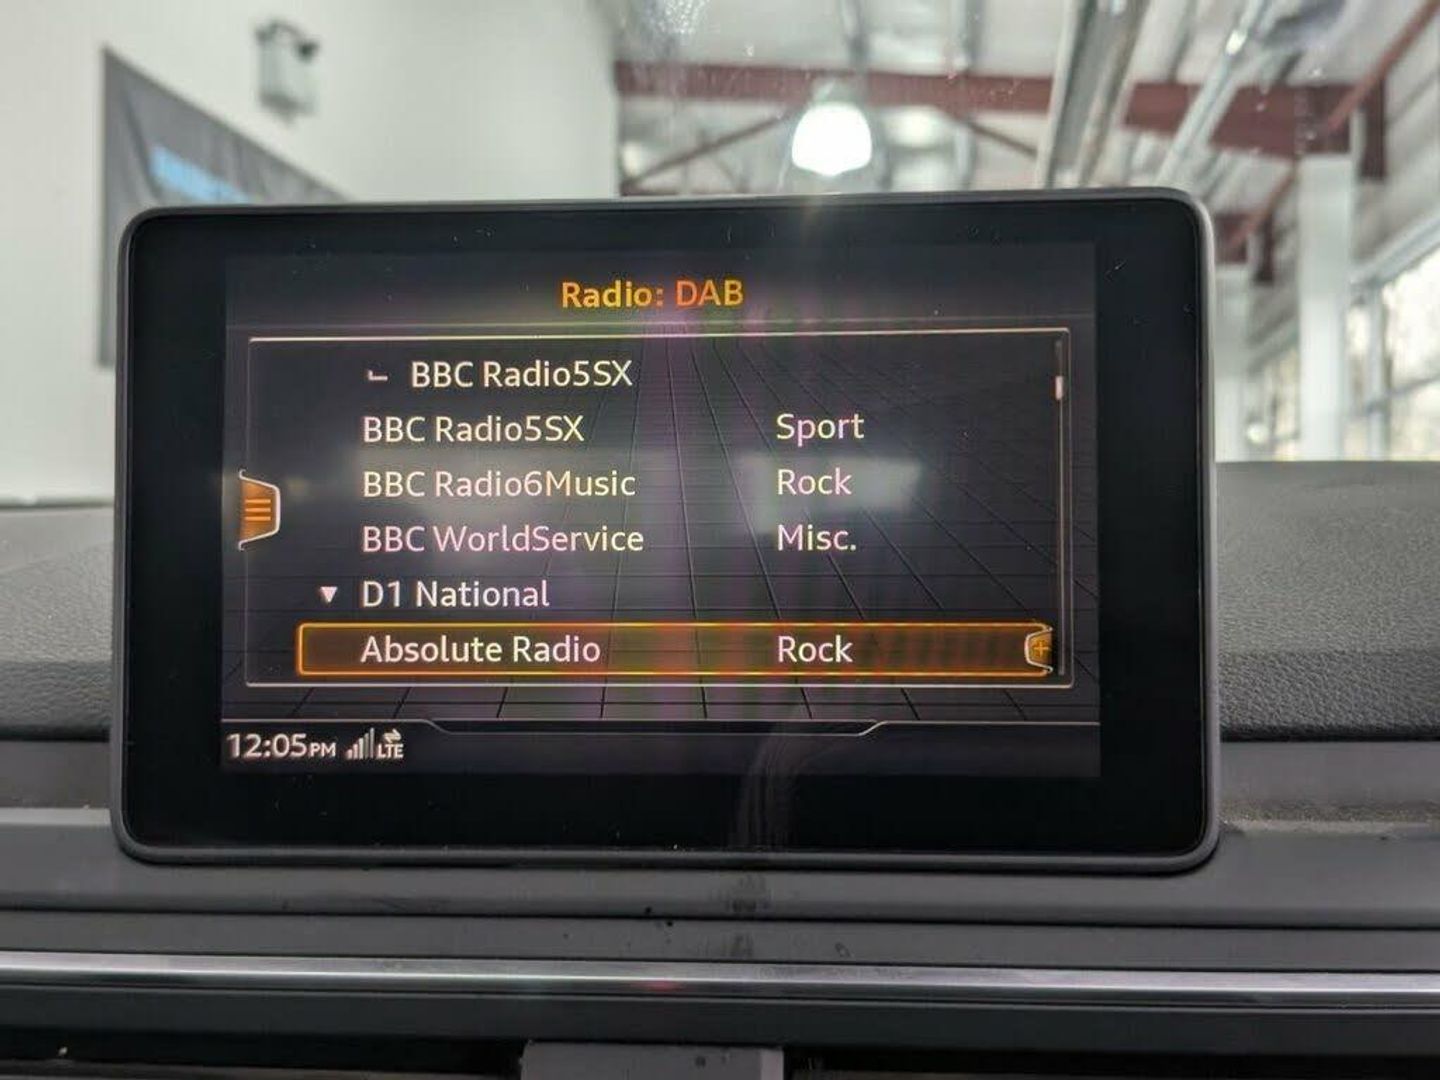 Radio: DAB
BBC Radio5SX
BBC Radio5SX Sport
BBC Radio6Music Rock
BBC WorldService Misc.
D1 National
Absolute Radio Rock
12:05PM LTE